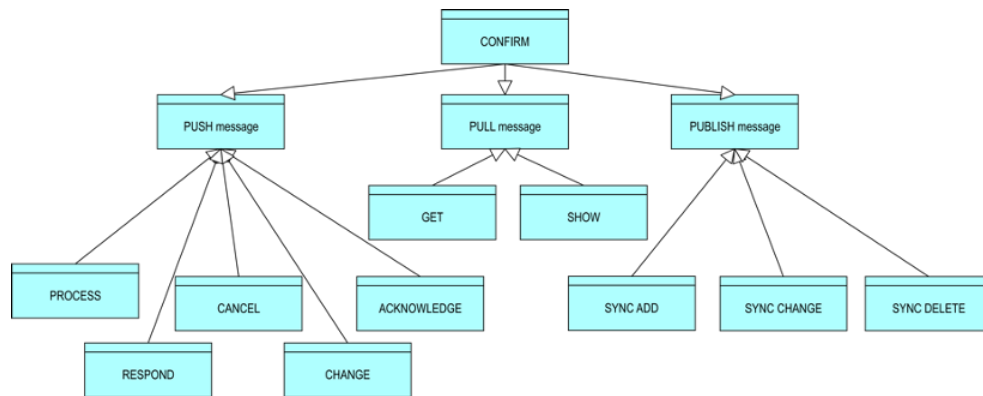 CONFIRM
PUSH message
PULL message
PUBLISH message
GET
SHOW
PROCESS
CANCEL
ACKNOWLEDGE
SYNC ADD
SYNC CHANGE
SYNC DELETE
RESPOND
CHANGE